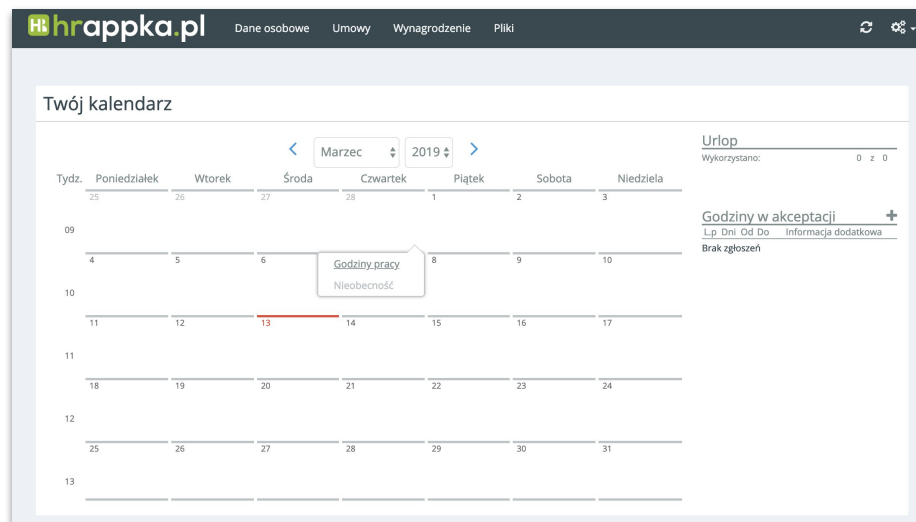 HR hrappka.pl Dane osobowe Umowy Wynagrodzenie Pliki
Twój kalendarz
Marzec 2019
Tydz. Poniedziałek Wtorek Środa Czwartek Piątek Sobota Niedziela
25 26 27 28 1 2 3
09
4 5 6 8 9 10
Godziny pracy
Nieobecność
10
11 12 13 14 15 16 17
11
18 19 20 21 22 23 24
12
25 26 27 28 29 30 31
13
Urlop
Wykorzystano: 0 z 0
Godziny w akceptacji
L.p Dni Od Do Informacja dodatkowa
Brak zgłoszeń